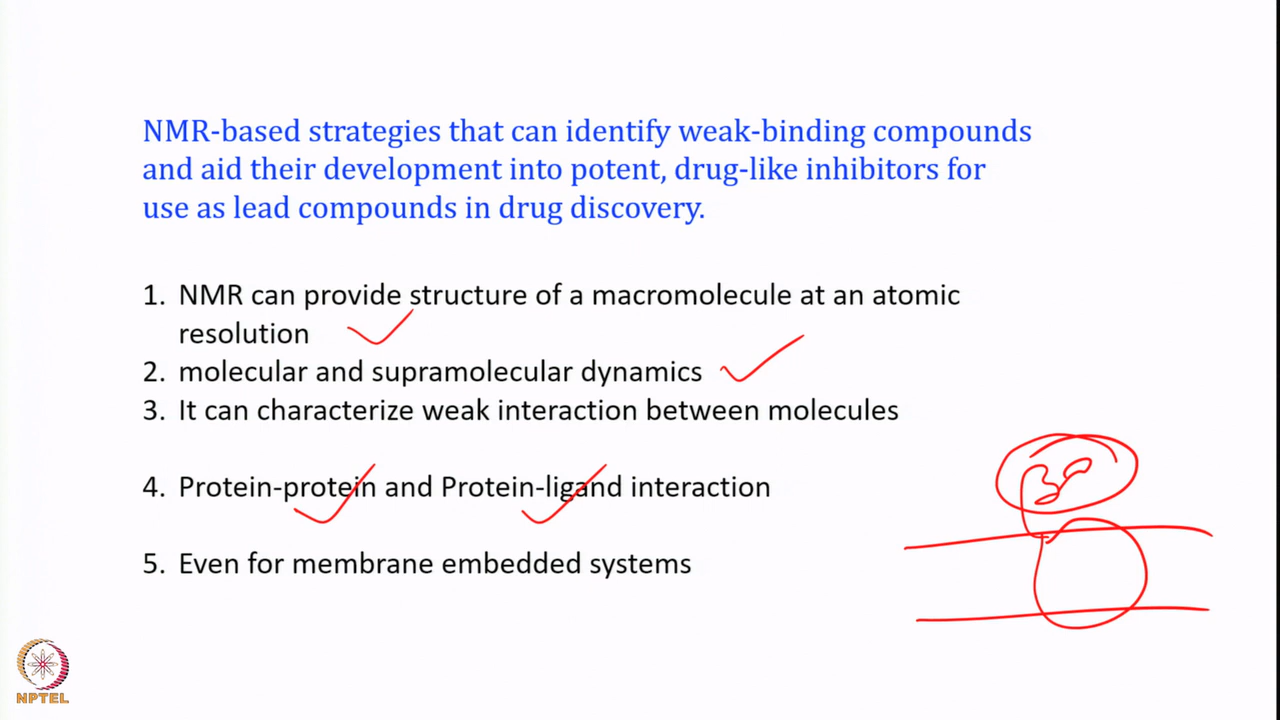 NMR-based strategies that can identify weak-binding compounds
and aid their development into potent, drug-like inhibitors for
use as lead compounds in drug discovery.
1. NMR can provide structure of a macromolecule at an atomic
resolution
2. molecular and supramolecular dynamics
3. It can characterize weak interaction between molecules
4. Protein-protein and Protein-ligand interaction
5. Even for membrane embedded systems
NPTEL